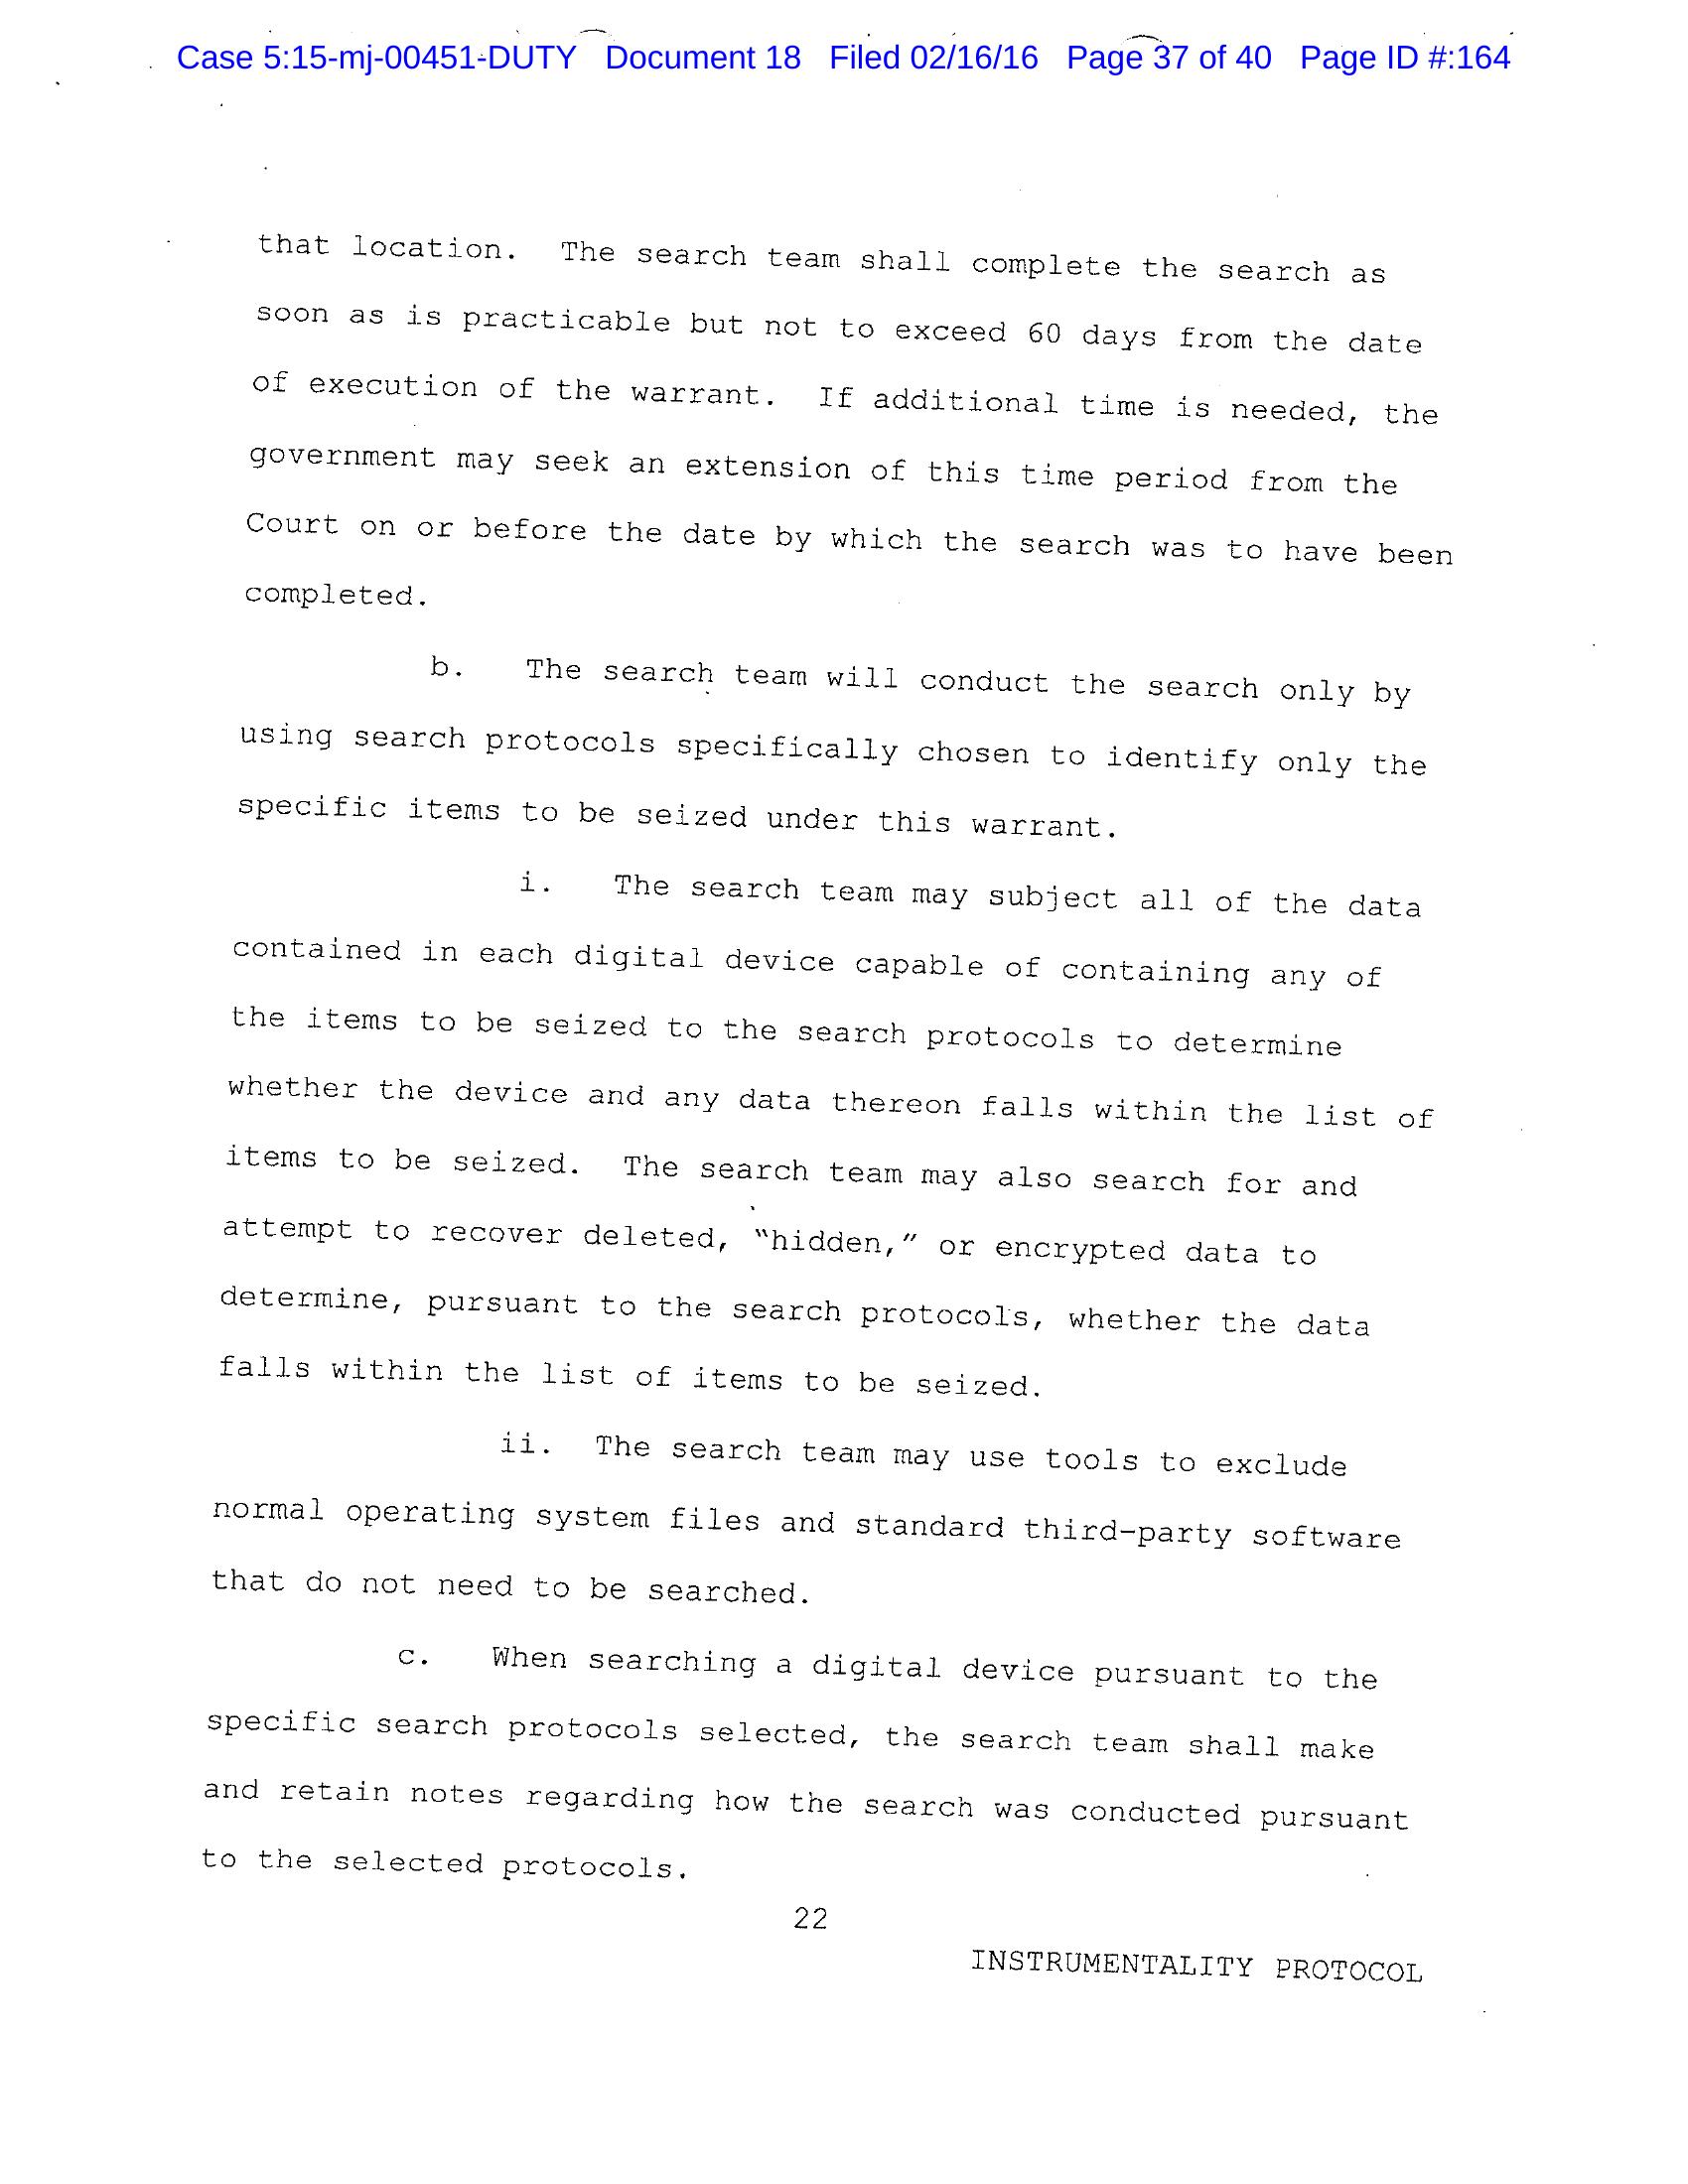 Case 5:15-mj-00451-DUTY Document 18 Filed 02/16/16 Page 37 of 40 Page ID #:164
that location. The search team shall complete the search as
soon as is practicable but not to exceed 60 days from the date
of execution of the warrant. If additional time is needed, the
government may seek an extension of this time period from the
Court on or before the date by which the search was to have been
completed.
b. The search team will conduct the search only by
using search protocols specifically chosen to identify only the
specific items to be seized under this warrant.
i. The search team may subject all of the data
contained in each digital device capable of containing any of
the items to be seized to the search protocols to determine
whether the device and any data thereon falls within the list of
items to be seized. The search team may also search for and
attempt to recover deleted, “hidden,” or encrypted data to
determine, pursuant to the search protocols, whether the data
falls within the list of items to be seized.
ii. The search team may use tools to exclude
normal operating system files and standard third-party software
that do not need to be searched.
c. When searching a digital device pursuant to the
specific search protocols selected, the search team shall make
and retain notes regarding how the search was conducted pursuant
to the selected protocols.
22
INSTRUMENTALITY PROTOCOL